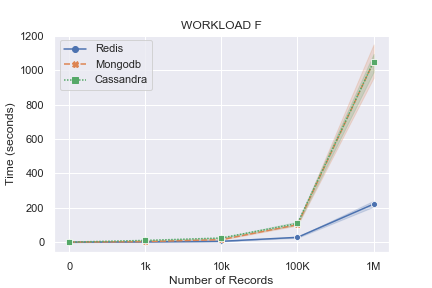 WORKLOAD F
Redis
Mongodb
Cassandra
Time (seconds)
1200
1000
800
600
400
200
0
0 1k 10k 100K 1M
Number of Records